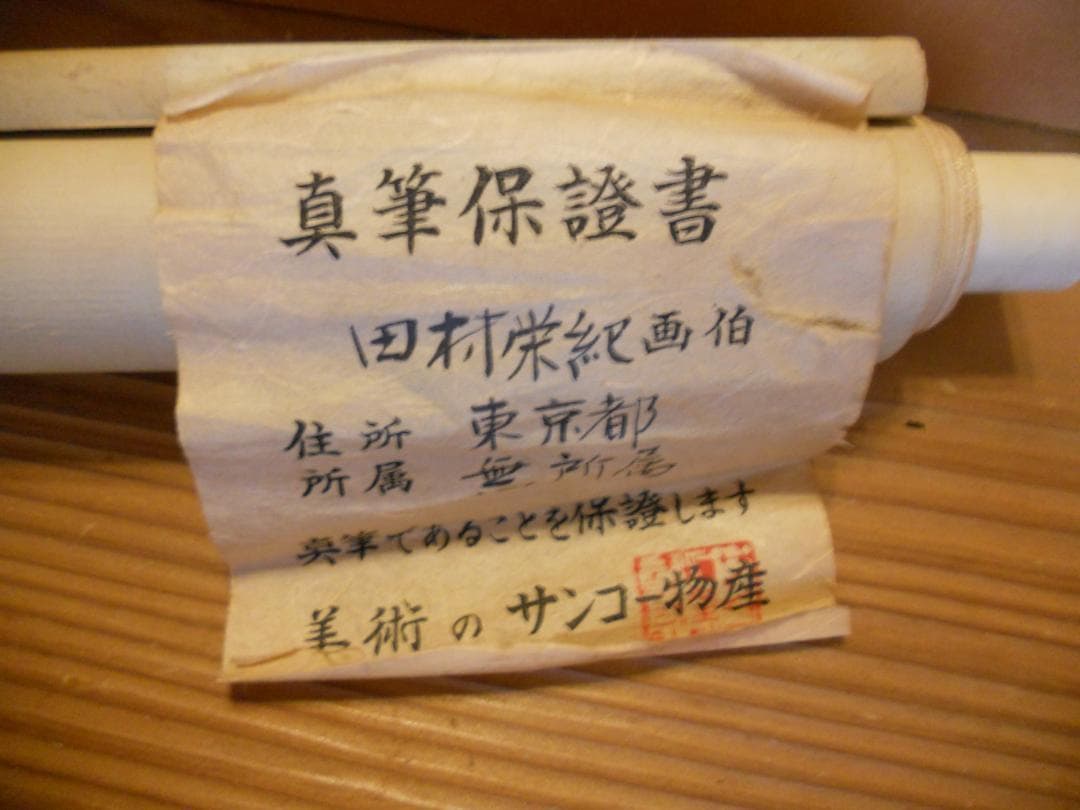 真筆保證書
田村栄紀画伯
住所 東京都
所属 無所属
真筆であることを保證します
美術のサンコー物産